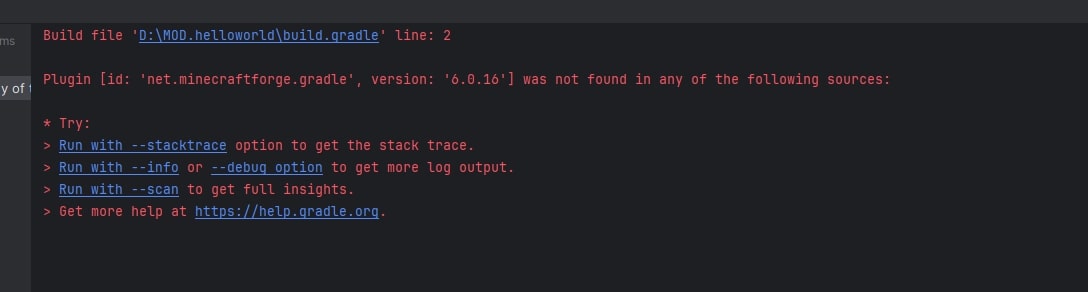 Build file 'D:\MOD.helloworld\build.gradle' line: 2
ms
Plugin [id: 'net.minecraftforge.gradle', version: '6.0.16'] was not found in any of the following sources:
y of
* Try:
> Run with --stacktrace option to get the stack trace.
> Run with --info or --debug option to get more log output.
> Run with --scan to get full insights.
> Get more help at https://help.gradle.org.